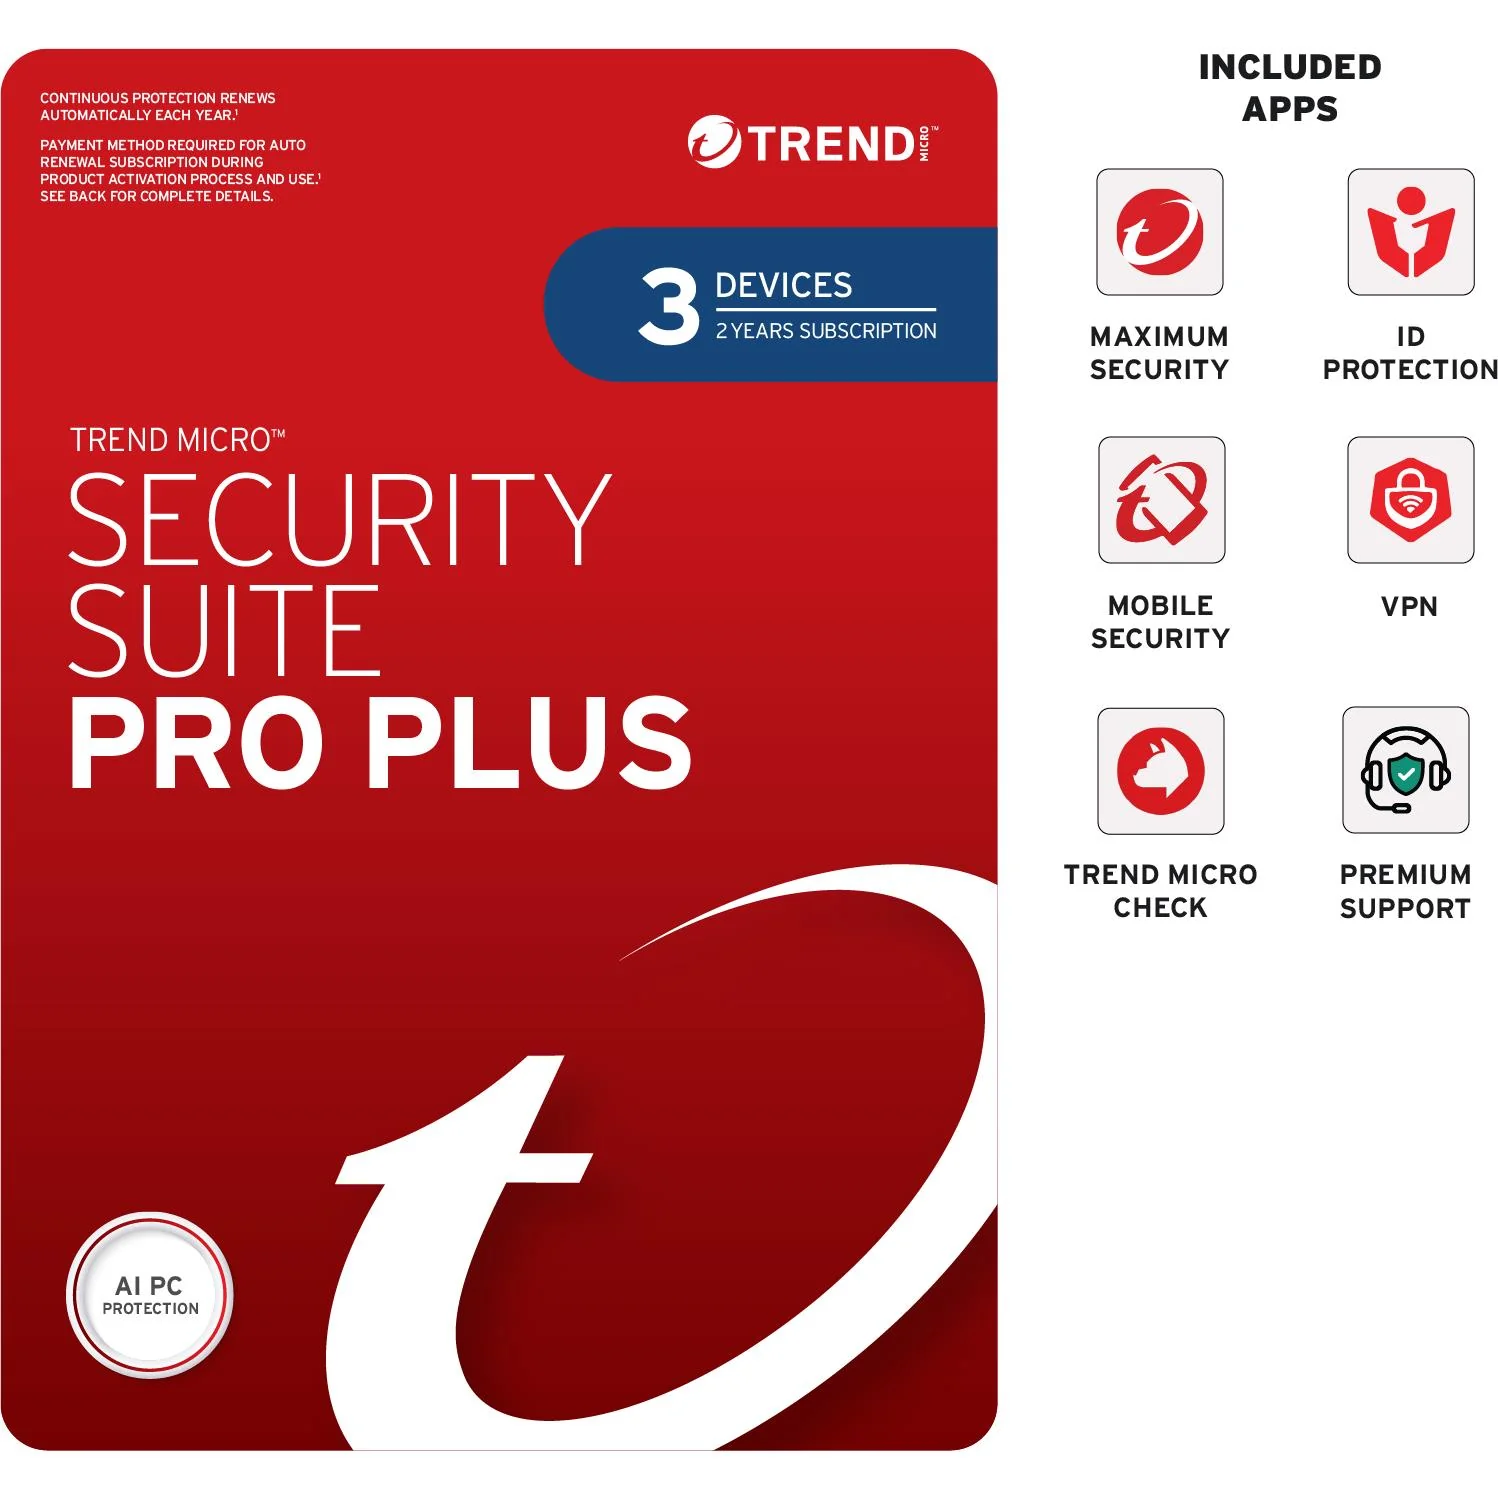 CONTINUOUS PROTECTION RENEWS
AUTOMATICALLY EACH YEAR.¹
PAYMENT METHOD REQUIRED FOR AUTO
RENEWAL SUBSCRIPTION DURING
PRODUCT ACTIVATION PROCESS AND USE.¹
SEE BACK FOR COMPLETE DETAILS.
TREND MICRO™
3 DEVICES
2 YEARS SUBSCRIPTION
TREND MICRO™
SECURITY
SUITE
PRO PLUS
AI PC
PROTECTION
INCLUDED
APPS
MAXIMUM
SECURITY
ID
PROTECTION
MOBILE
SECURITY
VPN
TREND MICRO
CHECK
PREMIUM
SUPPORT